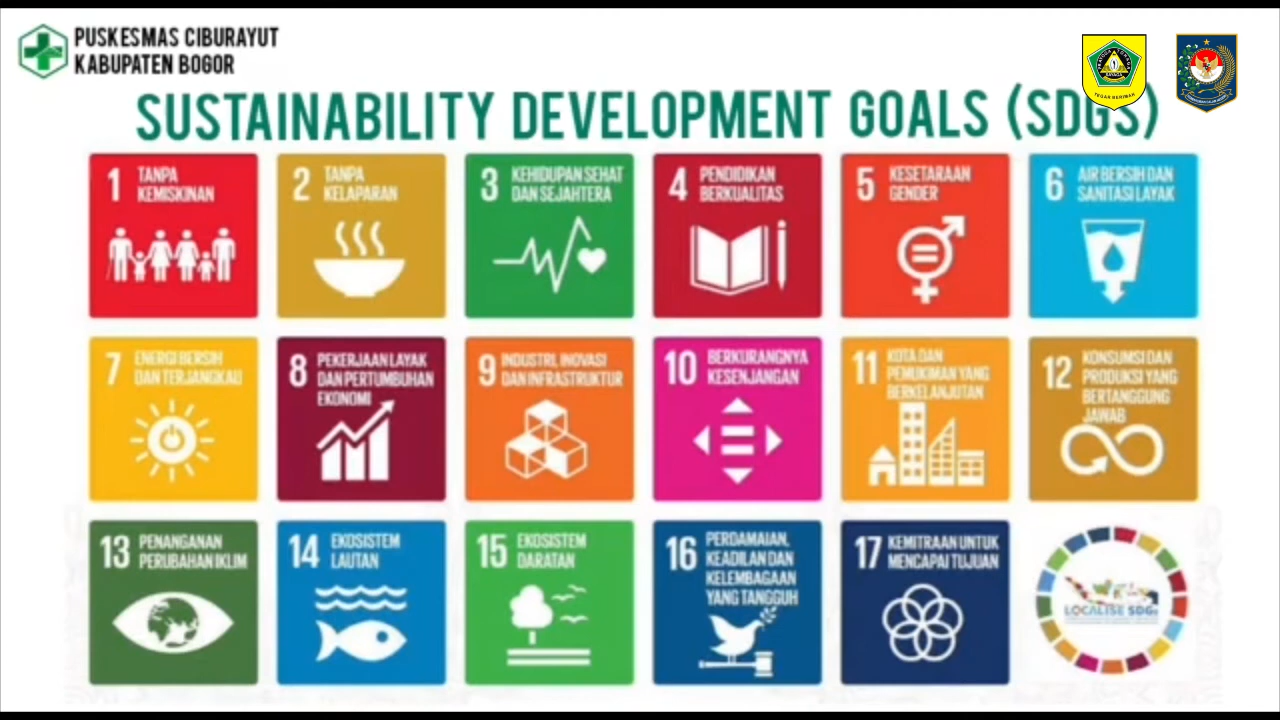 PUSKESMAS CIBURAYUT
KABUPATEN BOGOR
SUSTAINABILITY DEVELOPMENT GOALS (SDGS)
1 TANPA
KEMISKINAN
2 TANPA
KELAPARAN
3 KEHIDUPAN SEHAT
DAN SEJAHTERA
4 PENDIDIKAN
BERKUALITAS
5 KESETARAAN
GENDER
6 AIR BERSIH DAN
SANITASI LAYAK
7 ENERGI BERSIH
DAN TERJANGKAU
8 PEKERJAAN LAYAK
DAN PERTUMBUHAN
EKONOMI
9 INDUSTRI, INOVASI
DAN INFRASTRUKTUR
10 BERKURANGNYA
KESENJANGAN
11 KOTA DAN
PEMUKIMAN YANG
BERKELANJUTAN
12 KONSUMSI DAN
PRODUKSI YANG
BERTANGGUNG
JAWAB
13 PENANGANAN
PERUBAHAN IKLIM
14 EKOSISTEM
LAUTAN
15 EKOSISTEM
DARATAN
16 PERDAMAIAN,
KEADILAN DAN
KELEMBAGAAN
YANG TANGGUH
17 KEMITRAAN UNTUK
MENCAPAI TUJUAN
LOCALISE SDGs
TEGAR BERIMAN